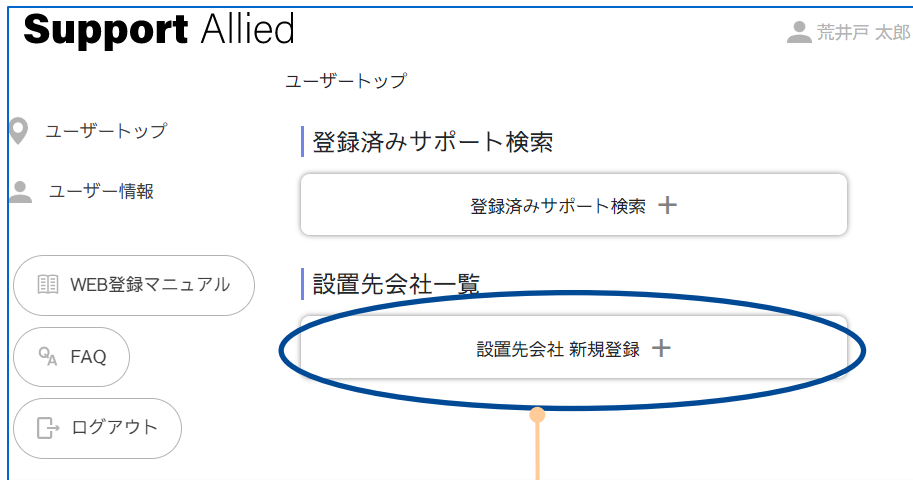 Support Allied
荒井戸 太郎
ユーザートップ
ユーザートップ
ユーザー情報
WEB登録マニュアル
FAQ
ログアウト
登録済みサポート検索
登録済みサポート検索 +
設置先会社一覧
設置先会社 新規登録 +